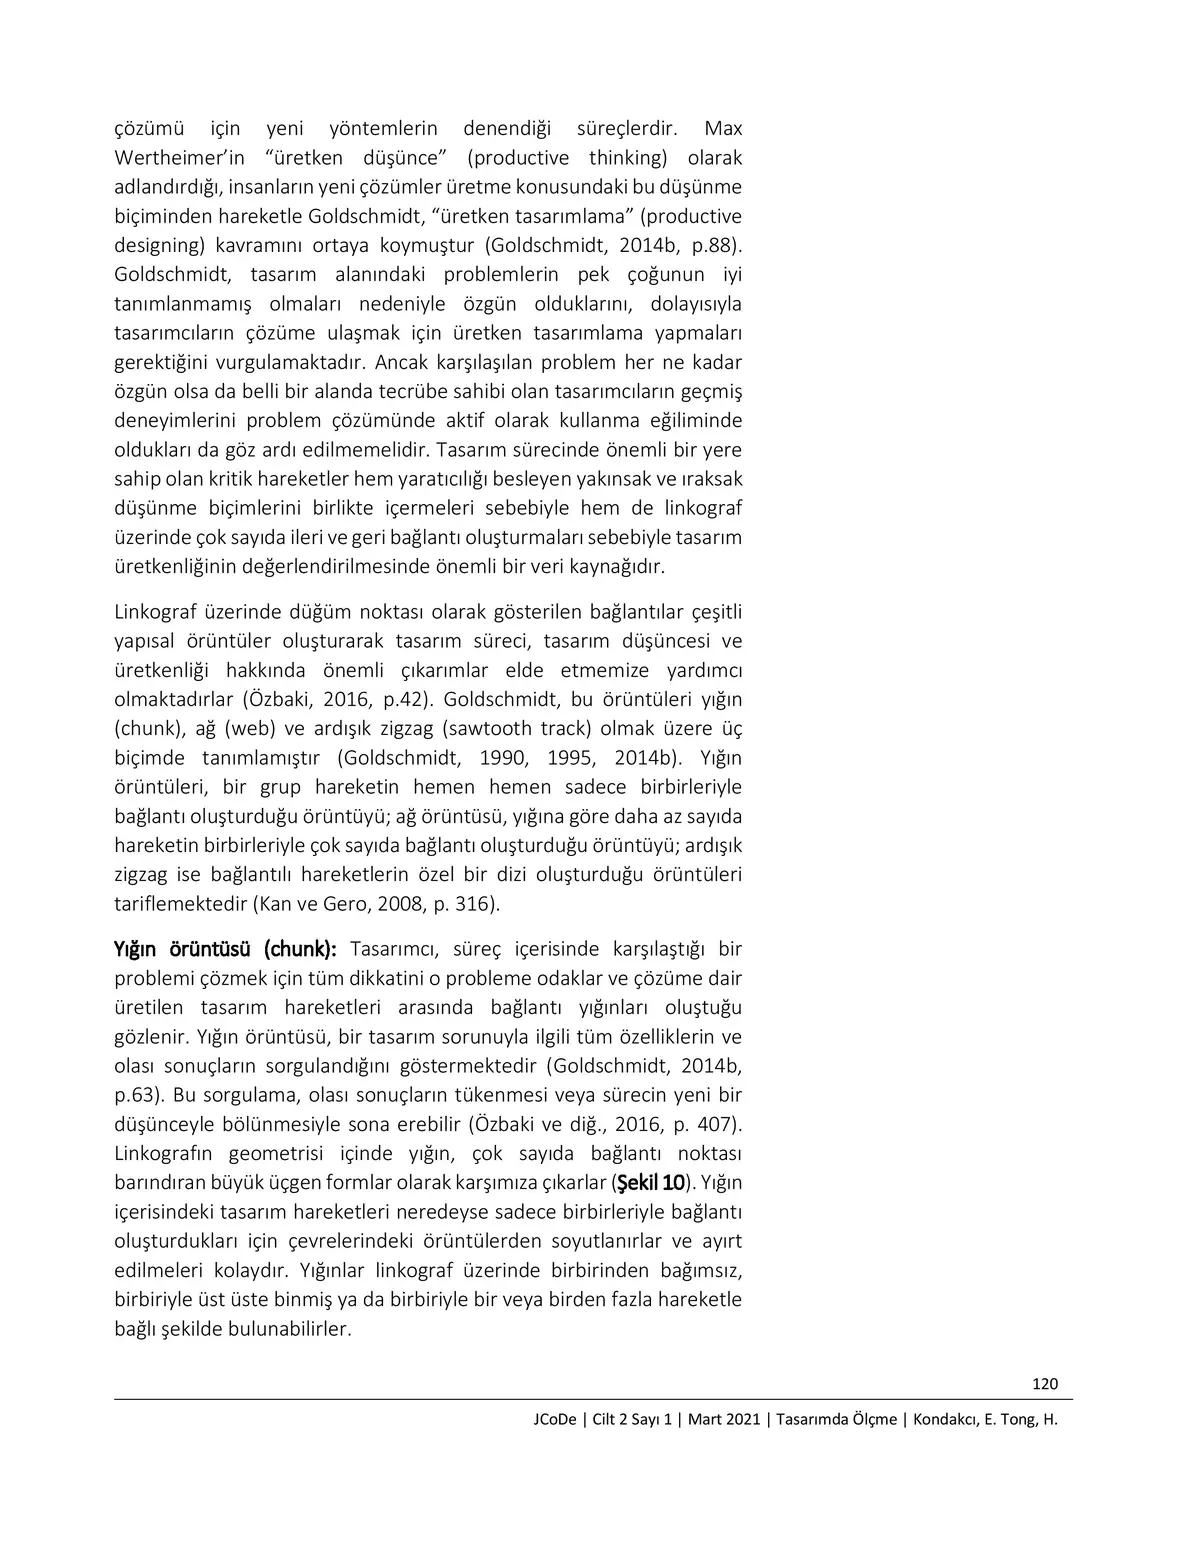 çözümü için yeni yöntemlerin denendiği süreçlerdir. Max
Wertheimer’in “üretken düşünce” (productive thinking) olarak
adlandırdığı, insanların yeni çözümler üretme konusundaki bu düşünme
biçiminden hareketle Goldschmidt, “üretken tasarımlama” (productive
designing) kavramını ortaya koymuştur (Goldschmidt, 2014b, p.88).
Goldschmidt, tasarım alanındaki problemlerin pek çoğunun iyi
tanımlanmamış olmaları nedeniyle özgün olduklarını, dolayısıyla
tasarımcıların çözüme ulaşmak için üretken tasarımlama yapmaları
gerektiğini vurgulamaktadır. Ancak karşılaşılan problem her ne kadar
özgün olsa da belli bir alanda tecrübe sahibi olan tasarımcıların geçmiş
deneyimlerini problem çözümünde aktif olarak kullanma eğiliminde
oldukları da göz ardı edilmemelidir. Tasarım sürecinde önemli bir yere
sahip olan kritik hareketler hem yaratıcılığı besleyen yakınsak ve ıraksak
düşünme biçimlerini birlikte içermeleri sebebiyle hem de linkograf
üzerinde çok sayıda ileri ve geri bağlantı oluşturmaları sebebiyle tasarım
üretkenliğinin değerlendirilmesinde önemli bir veri kaynağıdır.
Linkograf üzerinde düğüm noktası olarak gösterilen bağlantılar çeşitli
yapısal örüntüler oluşturarak tasarım süreci, tasarım düşüncesi ve
üretkenliği hakkında önemli çıkarımlar elde etmemize yardımcı
olmaktadırlar (Özbaki, 2016, p.42). Goldschmidt, bu örüntüleri yığın
(chunk), ağ (web) ve ardışık zigzag (sawtooth track) olmak üzere üç
biçimde tanımlamıştır (Goldschmidt, 1990, 1995, 2014b). Yığın
örüntüleri, bir grup hareketin hemen hemen sadece birbirleriyle
bağlantı oluşturduğu örüntüyü; ağ örüntüsü, yığına göre daha az sayıda
hareketin birbirleriyle çok sayıda bağlantı oluşturduğu örüntüyü; ardışık
zigzag ise bağlantılı hareketlerin özel bir dizi oluşturduğu örüntüleri
tariflemektedir (Kan ve Gero, 2008, p. 316).
Yığın örüntüsü (chunk): Tasarımcı, süreç içerisinde karşılaştığı bir
problemi çözmek için tüm dikkatini o probleme odaklar ve çözüme dair
üretilen tasarım hareketleri arasında bağlantı yığınları oluştuğu
gözlenir. Yığın örüntüsü, bir tasarım sorunuyla ilgili tüm özelliklerin ve
olası sonuçların sorgulandığını göstermektedir (Goldschmidt, 2014b,
p.63). Bu sorgulama, olası sonuçların tükenmesi veya sürecin yeni bir
düşünceyle bölünmesiyle sona erebilir (Özbaki ve diğ., 2016, p. 407).
Linkografın geometrisi içinde yığın, çok sayıda bağlantı noktası
barındıran büyük üçgen formlar olarak karşımıza çıkarlar (Şekil 10). Yığın
içerisindeki tasarım hareketleri neredeyse sadece birbirleriyle bağlantı
oluşturdukları için çevrelerindeki örüntülerden soyutlanırlar ve ayırt
edilmeleri kolaydır. Yığınlar linkograf üzerinde birbirinden bağımsız,
birbiriyle üst üste binmiş ya da birbiriyle bir veya birden fazla hareketle
bağlı şekilde bulunabilirler.
120
JCoDe | Cilt 2 Sayı 1 | Mart 2021 | Tasarımda Ölçme | Kondakcı, E. Tong, H.